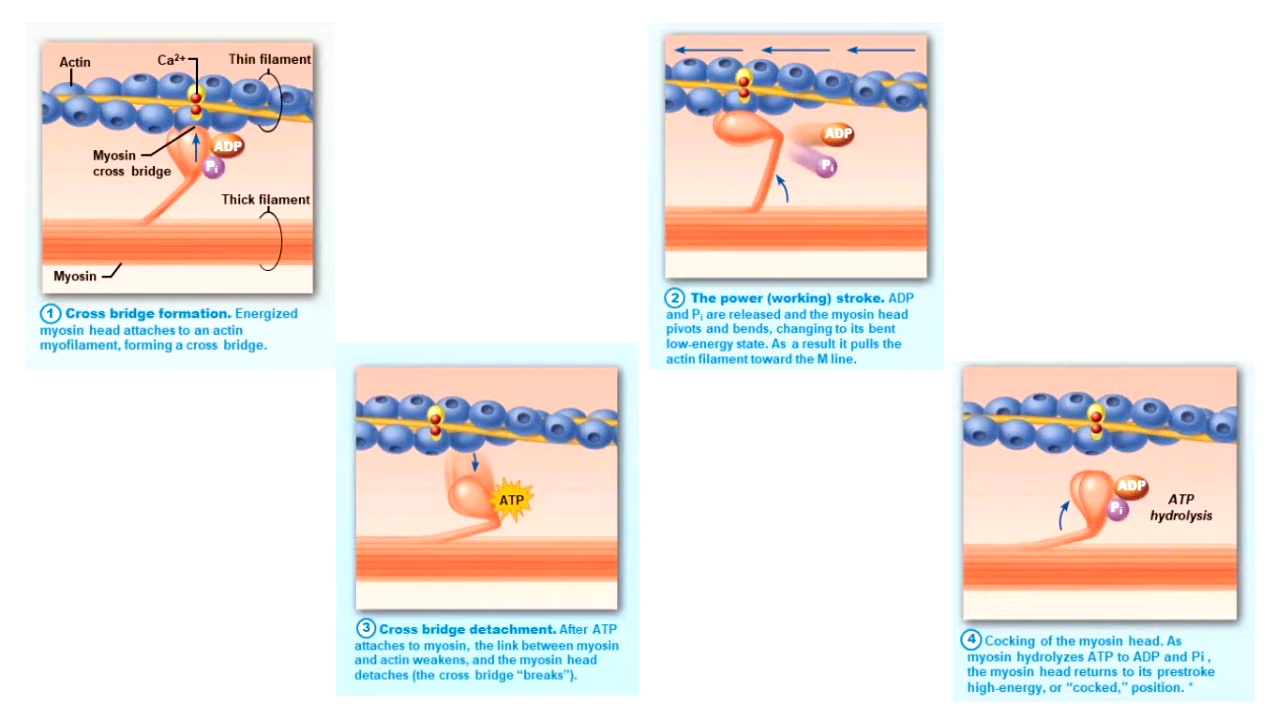 Actin
Ca²⁺
Thin filament
ADP
Pi
Myosin
cross bridge
Thick filament
Myosin
1 Cross bridge formation. Energized
myosin head attaches to an actin
myofilament, forming a cross bridge.
ADP
Pi
2 The power (working) stroke. ADP
and Pi are released and the myosin head
pivots and bends, changing to its bent
low-energy state. As a result it pulls the
actin filament toward the M line.
ATP
3 Cross bridge detachment. After ATP
attaches to myosin, the link between myosin
and actin weakens, and the myosin head
detaches (the cross bridge “breaks”).
ADP
Pi
ATP
hydrolysis
4 Cocking of the myosin head. As
myosin hydrolyzes ATP to ADP and Pi ,
the myosin head returns to its prestroke
high-energy, or “cocked,” position. *